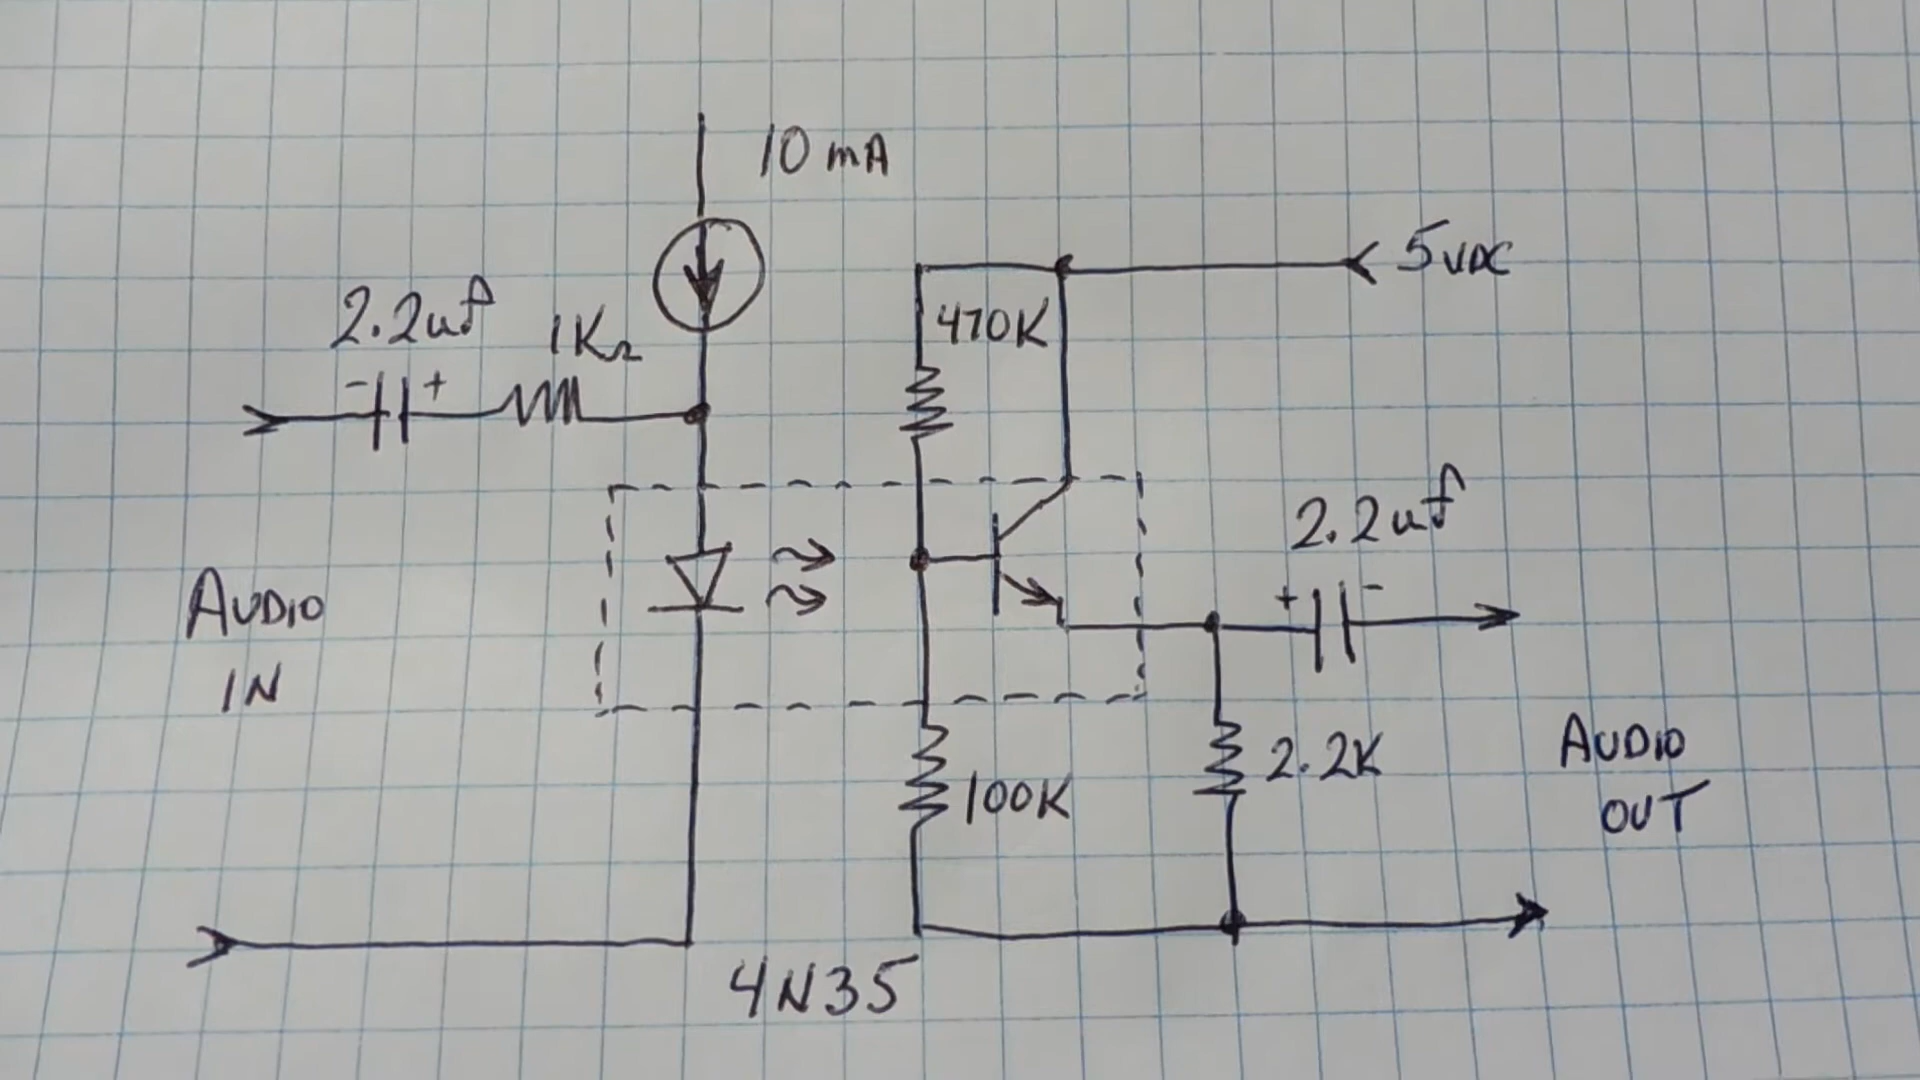 10 mA
5VDC
2.2uf
1KΩ
470K
- +
2.2uf
+ -
AUDIO
IN
2.2K
100K
AUDIO
OUT
4N35